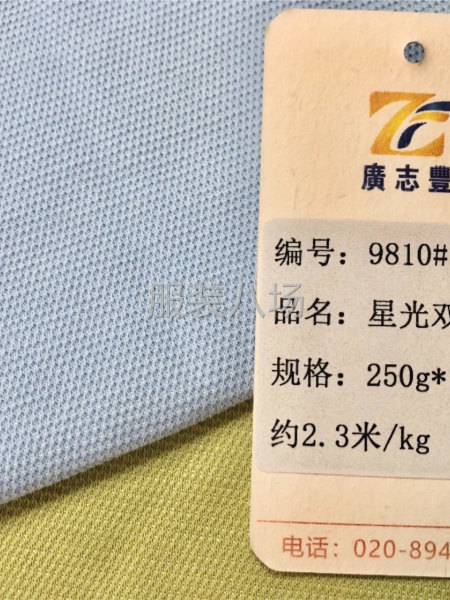 廣志豐
编号：9810#
品名：星光双
规格：250g*
约2.3米/kg
电话：020-894
服装八场